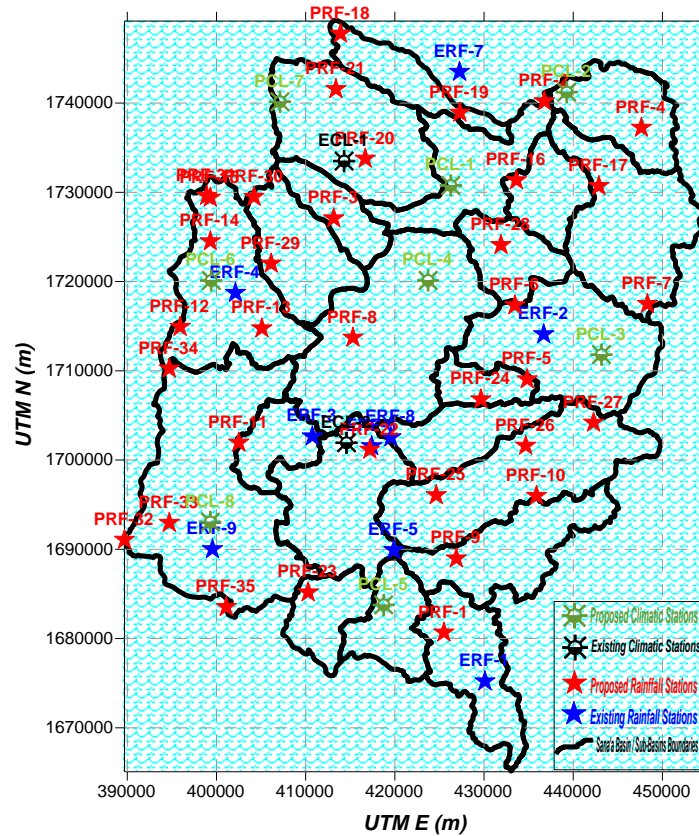 PRF-18
ERF-7
PRF-21
PCL-7
PCL-2
PRF-19
PRF-4
1740000
ECL-1
PRF-20
PCL-1
PRF-16
PRF-17
1730000
PRF-30
PRF-3
PRF-14
PRF-28
PCL-6
PRF-29
PCL-4
ERF-4
1720000
PRF-6
PRF-7
PRF-12
PRF-13
PRF-8
ERF-2
PCL-3
PRF-34
1710000
PRF-5
PRF-24
PRF-27
PRF-11
ERF-3
ERF-8
PRF-26
1700000
PRF-25
PRF-10
PRF-33
PCL-8
PRF-32
ERF-9
ERF-5
PRF-9
1690000
PRF-23
PCL-5
PRF-35
PRF-1
1680000
1670000
UTM N (m)
Proposed Climatic Stations
Existing Climatic Stations
Proposed Rainffall Stations
Existing Rainfall Stations
Sana'a Basin / Sub-Basins Boundaries
390000 400000 410000 420000 430000 440000 450000
UTM E (m)